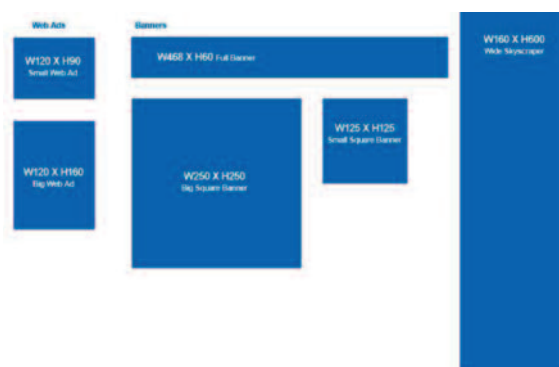 Web Ads
Banners
W120 X H90
Small Web Ad
W468 X H60 Full Banner
W160 X H600
Wide Skyscraper
W120 X H160
Big Web Ad
W250 X H250
Big Square Banner
W125 X H125
Small Square Banner